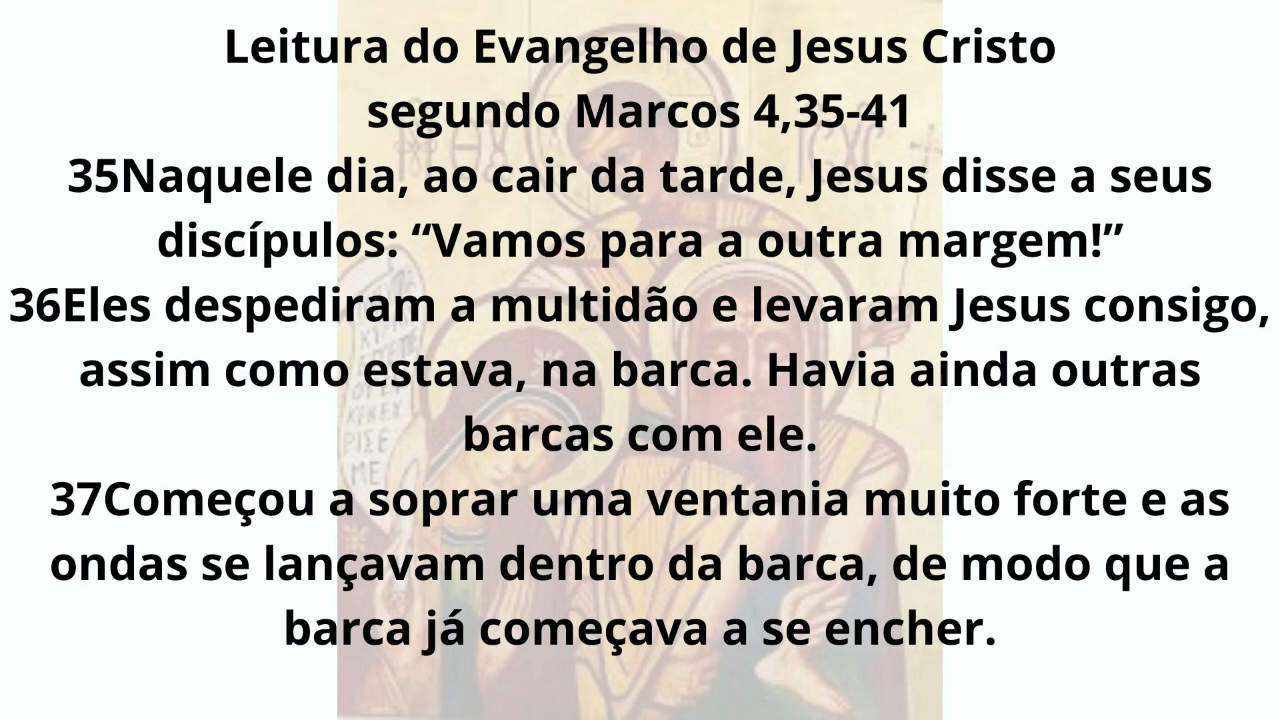 Leitura do Evangelho de Jesus Cristo
segundo Marcos 4,35-41
35Naquele dia, ao cair da tarde, Jesus disse a seus
discípulos: “Vamos para a outra margem!”
36Eles despediram a multidão e levaram Jesus consigo,
assim como estava, na barca. Havia ainda outras
barcas com ele.
37Começou a soprar uma ventania muito forte e as
ondas se lançavam dentro da barca, de modo que a
barca já começava a se encher.